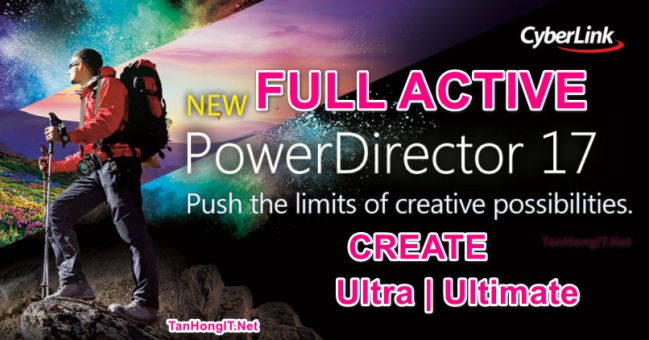 CyberLink
NEW FULL ACTIVE
PowerDirector 17
Push the limits of creative possibilities.
CREATE
TanHongIT.Net
Ultra | Ultimate
TanHongIT.Net